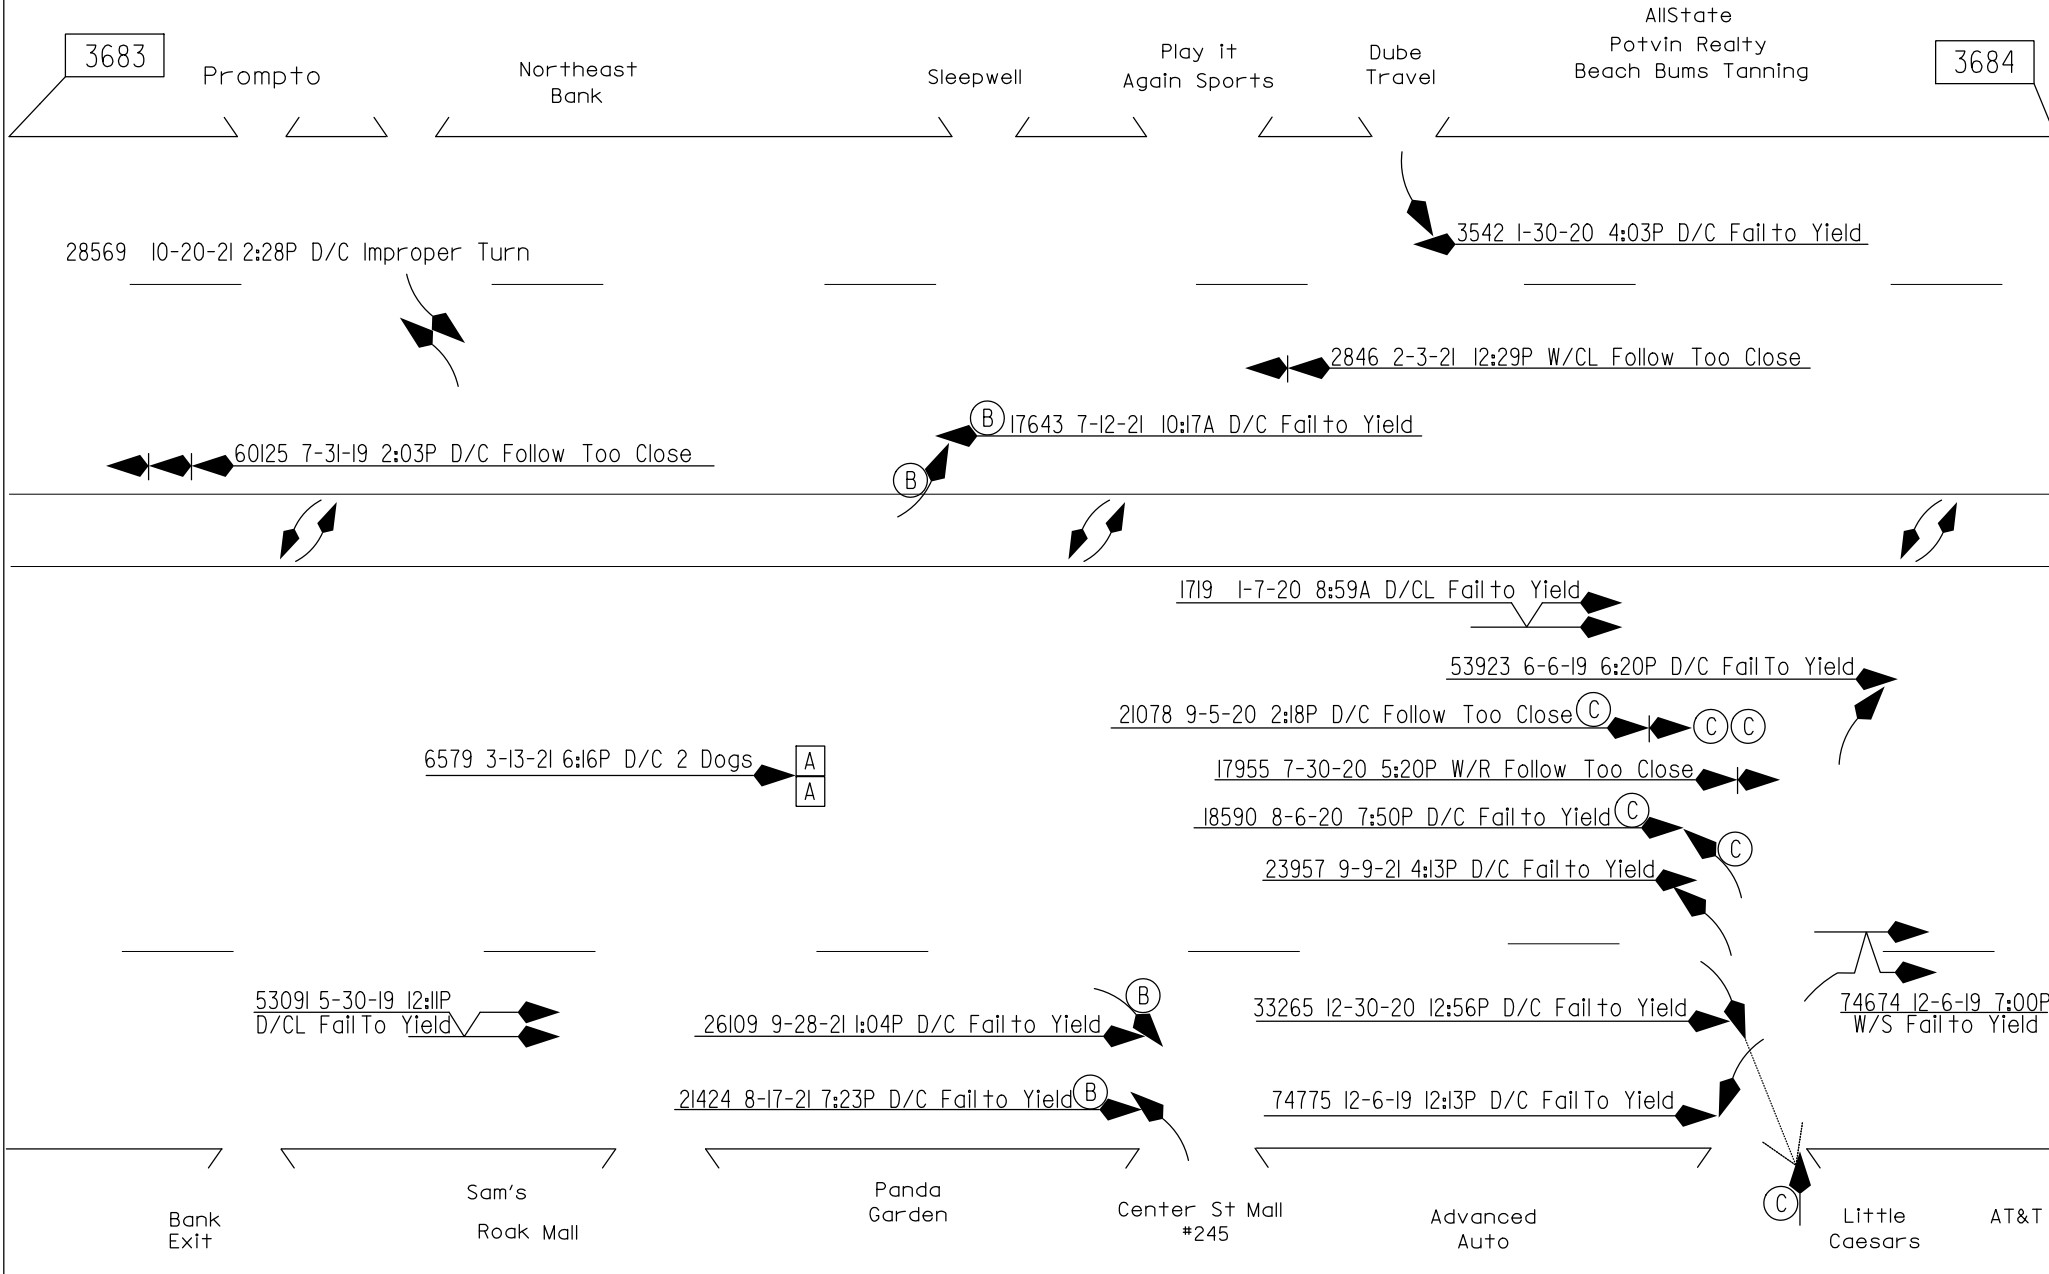 3683
Prompto
Northeast
Bank
Sleepwell
Play it
Again Sports
Dube
Travel
AllState
Potvin Realty
Beach Bums Tanning
3684
3542 1-30-20 4:03P D/C Fail to Yield
28569 10-20-21 2:28P D/C Improper Turn
2846 2-3-21 12:29P W/CL Follow Too Close
B
17643 7-12-21 10:17A D/C Fail to Yield
60125 7-31-19 2:03P D/C Follow Too Close
B
1719 1-7-20 8:59A D/CL Fail to Yield
53923 6-6-19 6:20P D/C Fail To Yield
21078 9-5-20 2:18P D/C Follow Too Close
C
C
C
6579 3-13-21 6:16P D/C 2 Dogs
A
A
17955 7-30-20 5:20P W/R Follow Too Close
18590 8-6-20 7:50P D/C Fail to Yield
C
C
23957 9-9-21 4:13P D/C Fail to Yield
53091 5-30-19 12:11P
D/CL Fail To Yield
B
26109 9-28-21 1:04P D/C Fail to Yield
33265 12-30-20 12:56P D/C Fail to Yield
74674 12-6-19 7:00P
W/S Fail to Yield
21424 8-17-21 7:23P D/C Fail to Yield
B
74775 12-6-19 12:13P D/C Fail To Yield
C
Bank
Exit
Sam's
Roak Mall
Panda
Garden
Center St Mall
#245
Advanced
Auto
Little
Caesars
AT&T